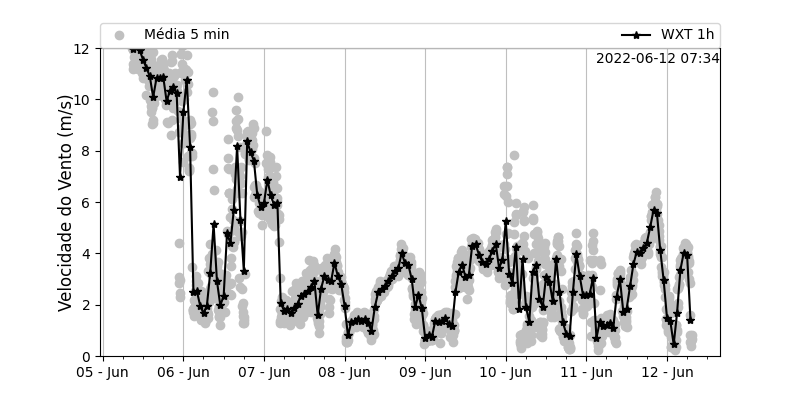 Média 5 min
WXT 1h
2022-06-12 07:34
Velocidade do Vento (m/s)
12
10
8
6
4
2
0
05 - Jun
06 - Jun
07 - Jun
08 - Jun
09 - Jun
10 - Jun
11 - Jun
12 - Jun